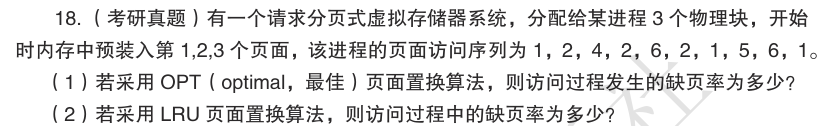 18.（考研真题）有一个请求分页式虚拟存储器系统，分配给某进程 3 个物理块，开始
时内存中预装入第 1,2,3 个页面，该进程的页面访问序列为 1，2，4，2，6，2，1，5，6，1。
（1）若采用 OPT（optimal，最佳）页面置换算法，则访问过程发生的缺页率为多少?
（2）若采用 LRU 页面置换算法，则访问过程中的缺页率为多少?
社